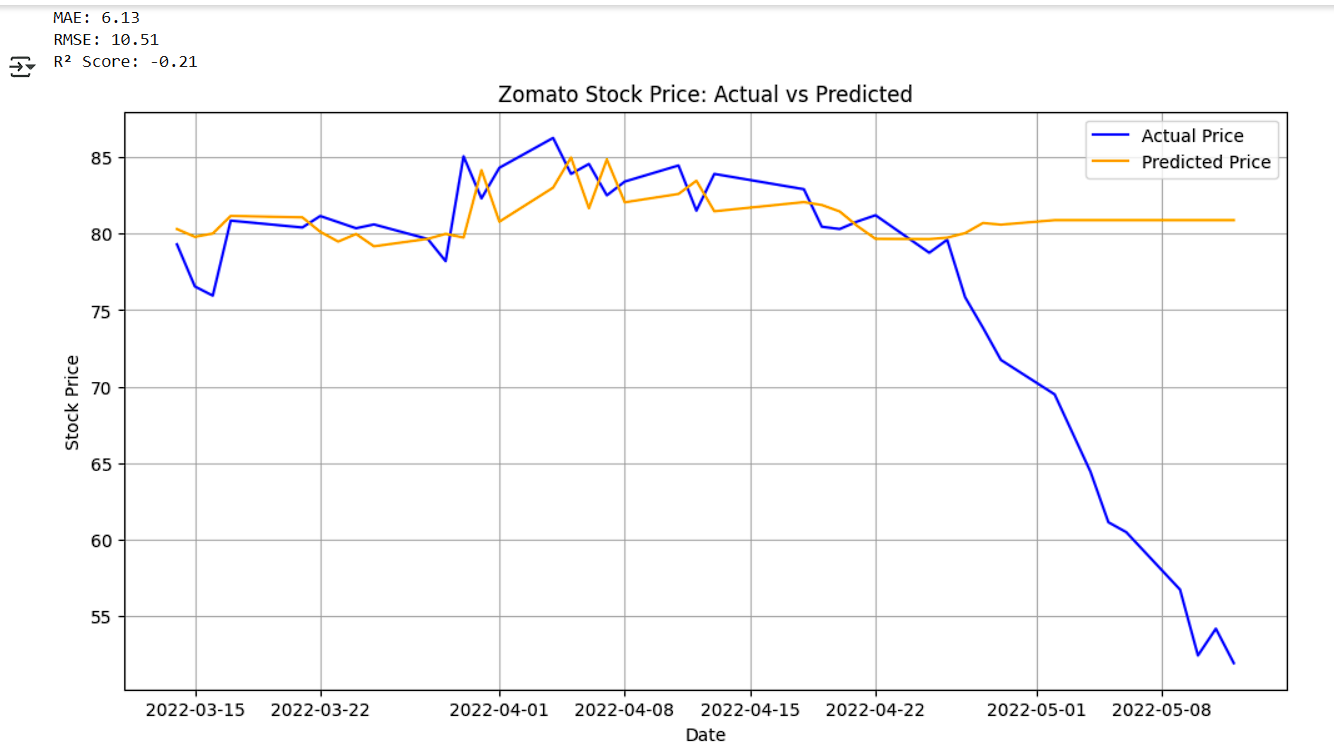 MAE: 6.13
RMSE: 10.51
R² Score: -0.21
Zomato Stock Price: Actual vs Predicted
Actual Price
Predicted Price
85
80
75
70
65
60
55
Stock Price
2022-03-15
2022-03-22
2022-04-01
2022-04-08
2022-04-15
2022-04-22
2022-05-01
2022-05-08
Date